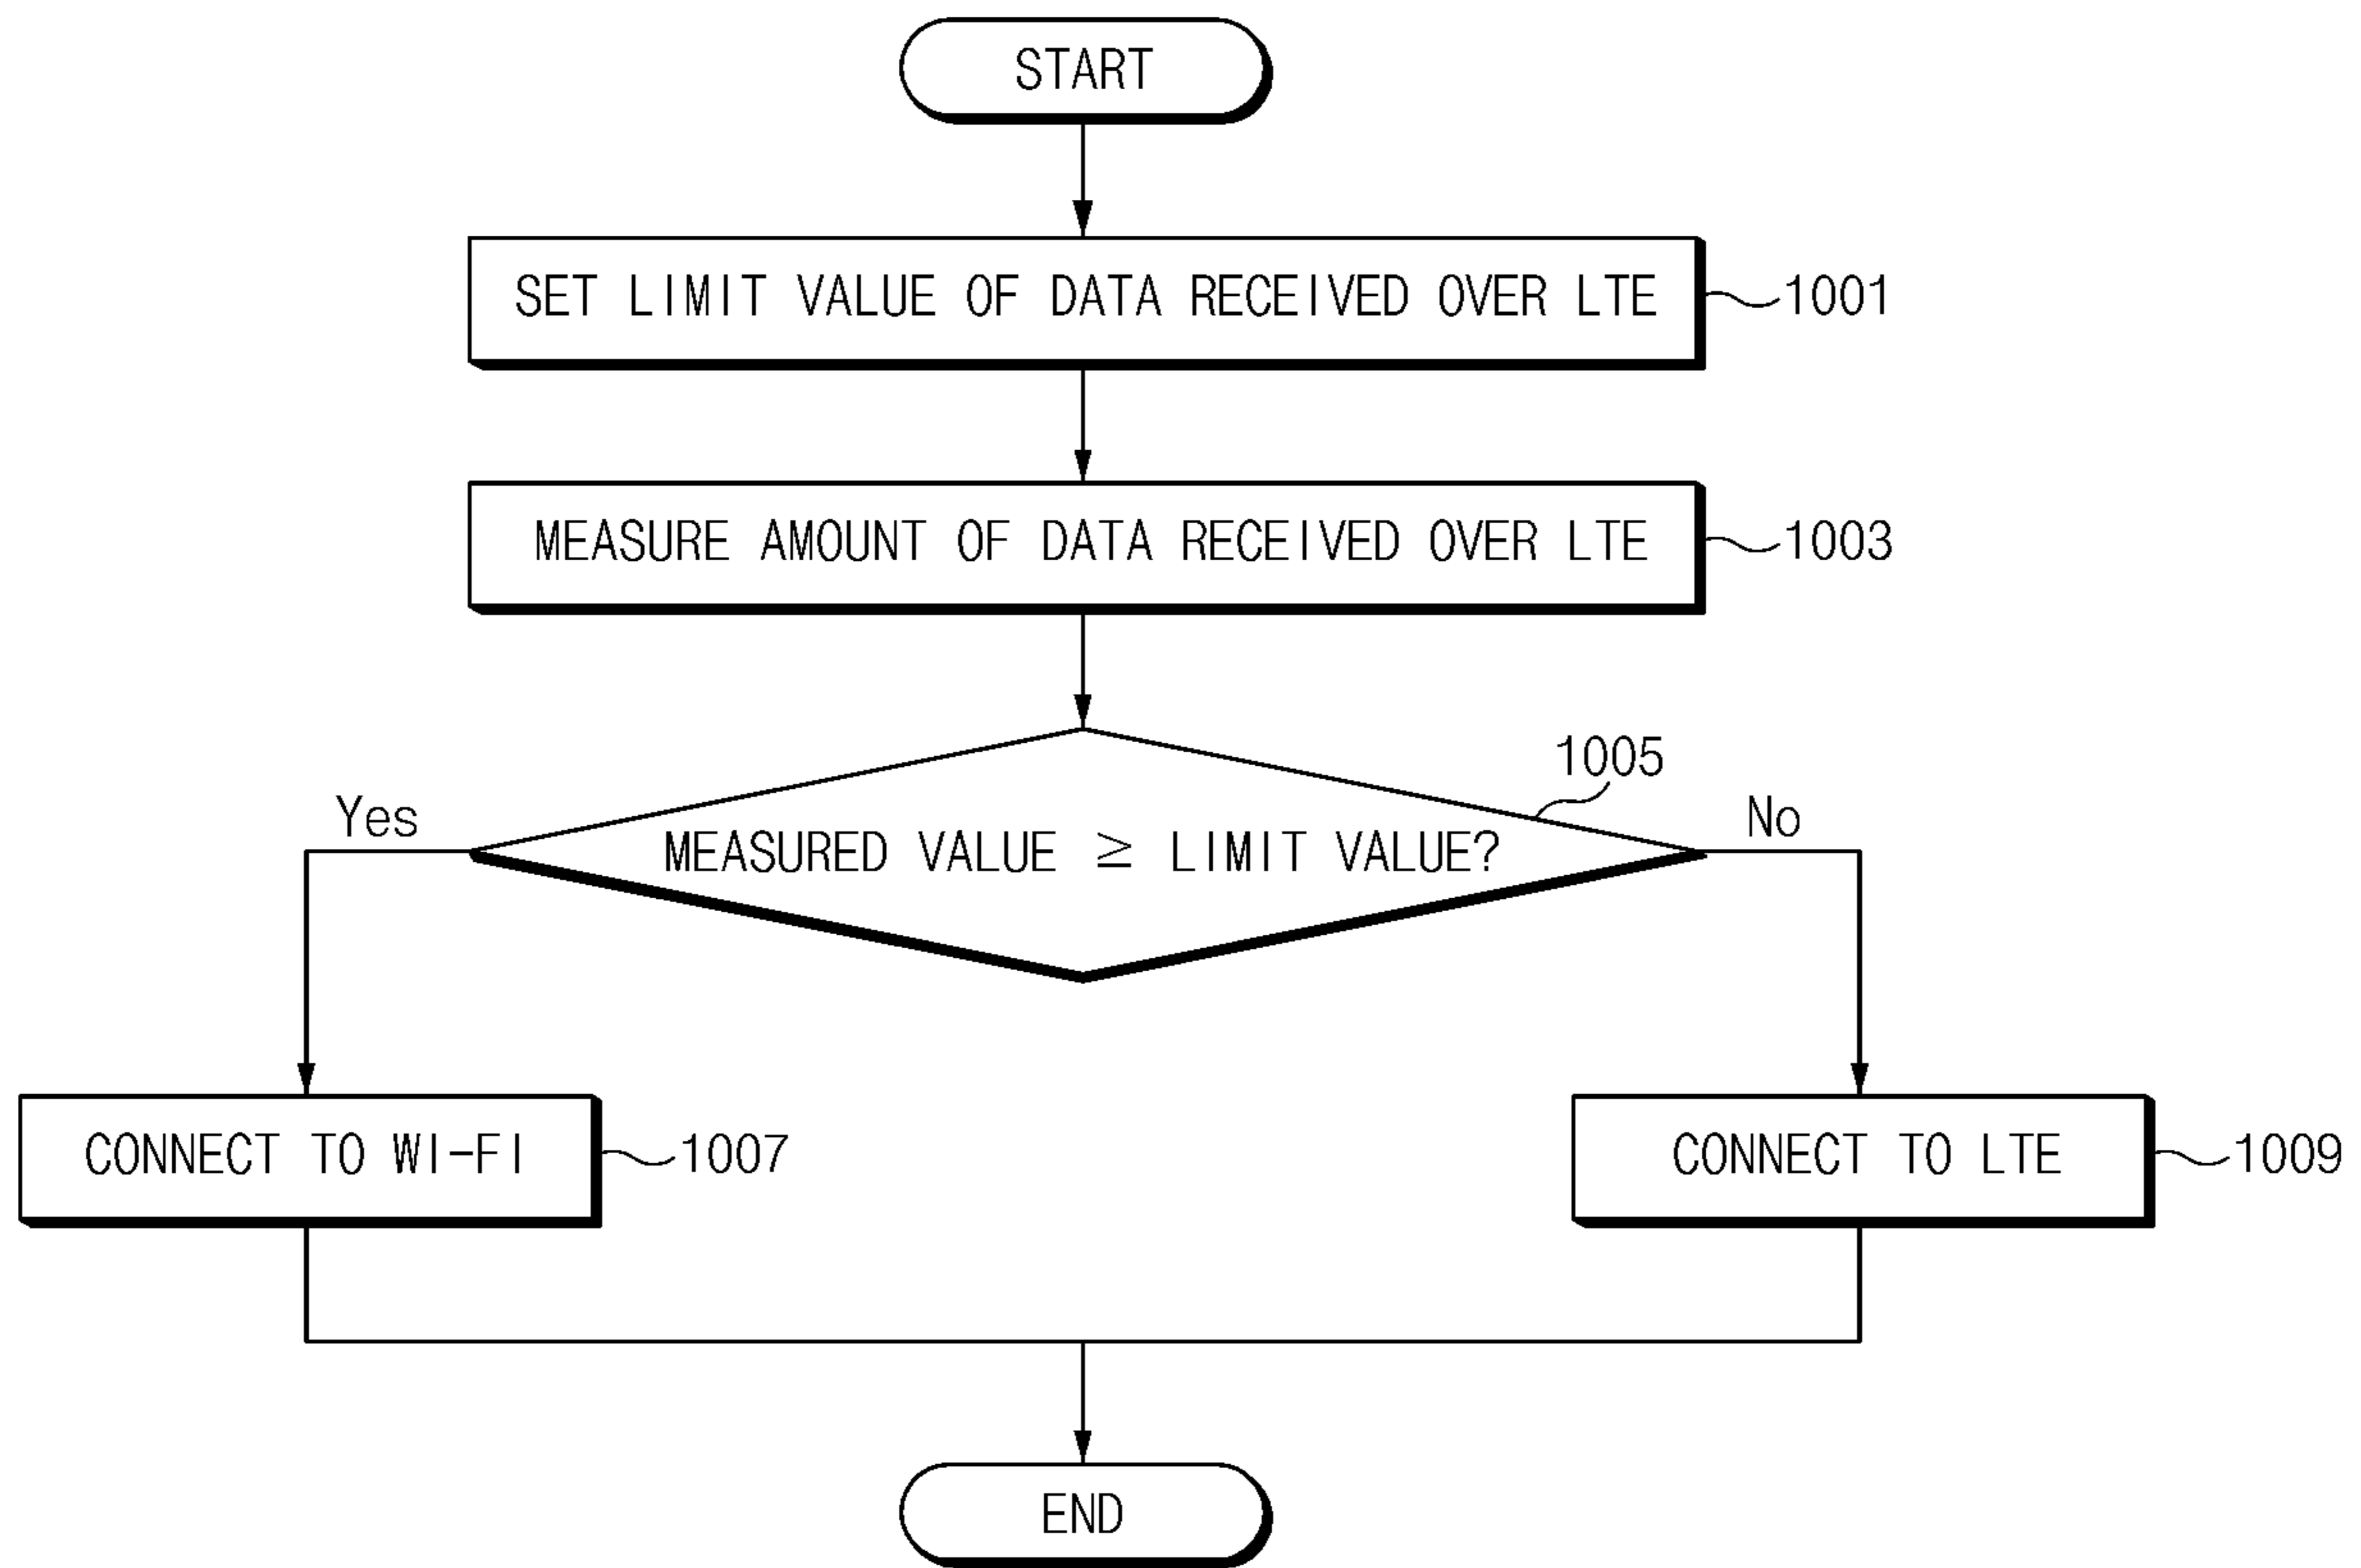 START
SET LIMIT VALUE OF DATA RECEIVED OVER LTE
1001
MEASURE AMOUNT OF DATA RECEIVED OVER LTE
1003
1005
Yes
MEASURED VALUE ≥ LIMIT VALUE?
No
CONNECT TO WI-FI
1007
CONNECT TO LTE
1009
END